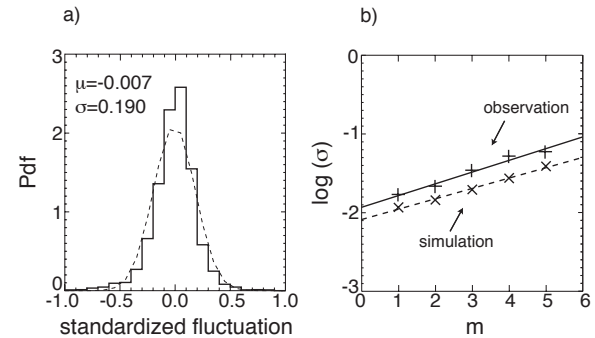 a)
3
2
1
0
Pdf
μ=-0.007
σ=0.190
-1.0
-0.5
0.0
0.5
1.0
standardized fluctuation
b)
0
-1
-2
-3
log (σ)
observation
simulation
0
1
2
3
4
5
6
m